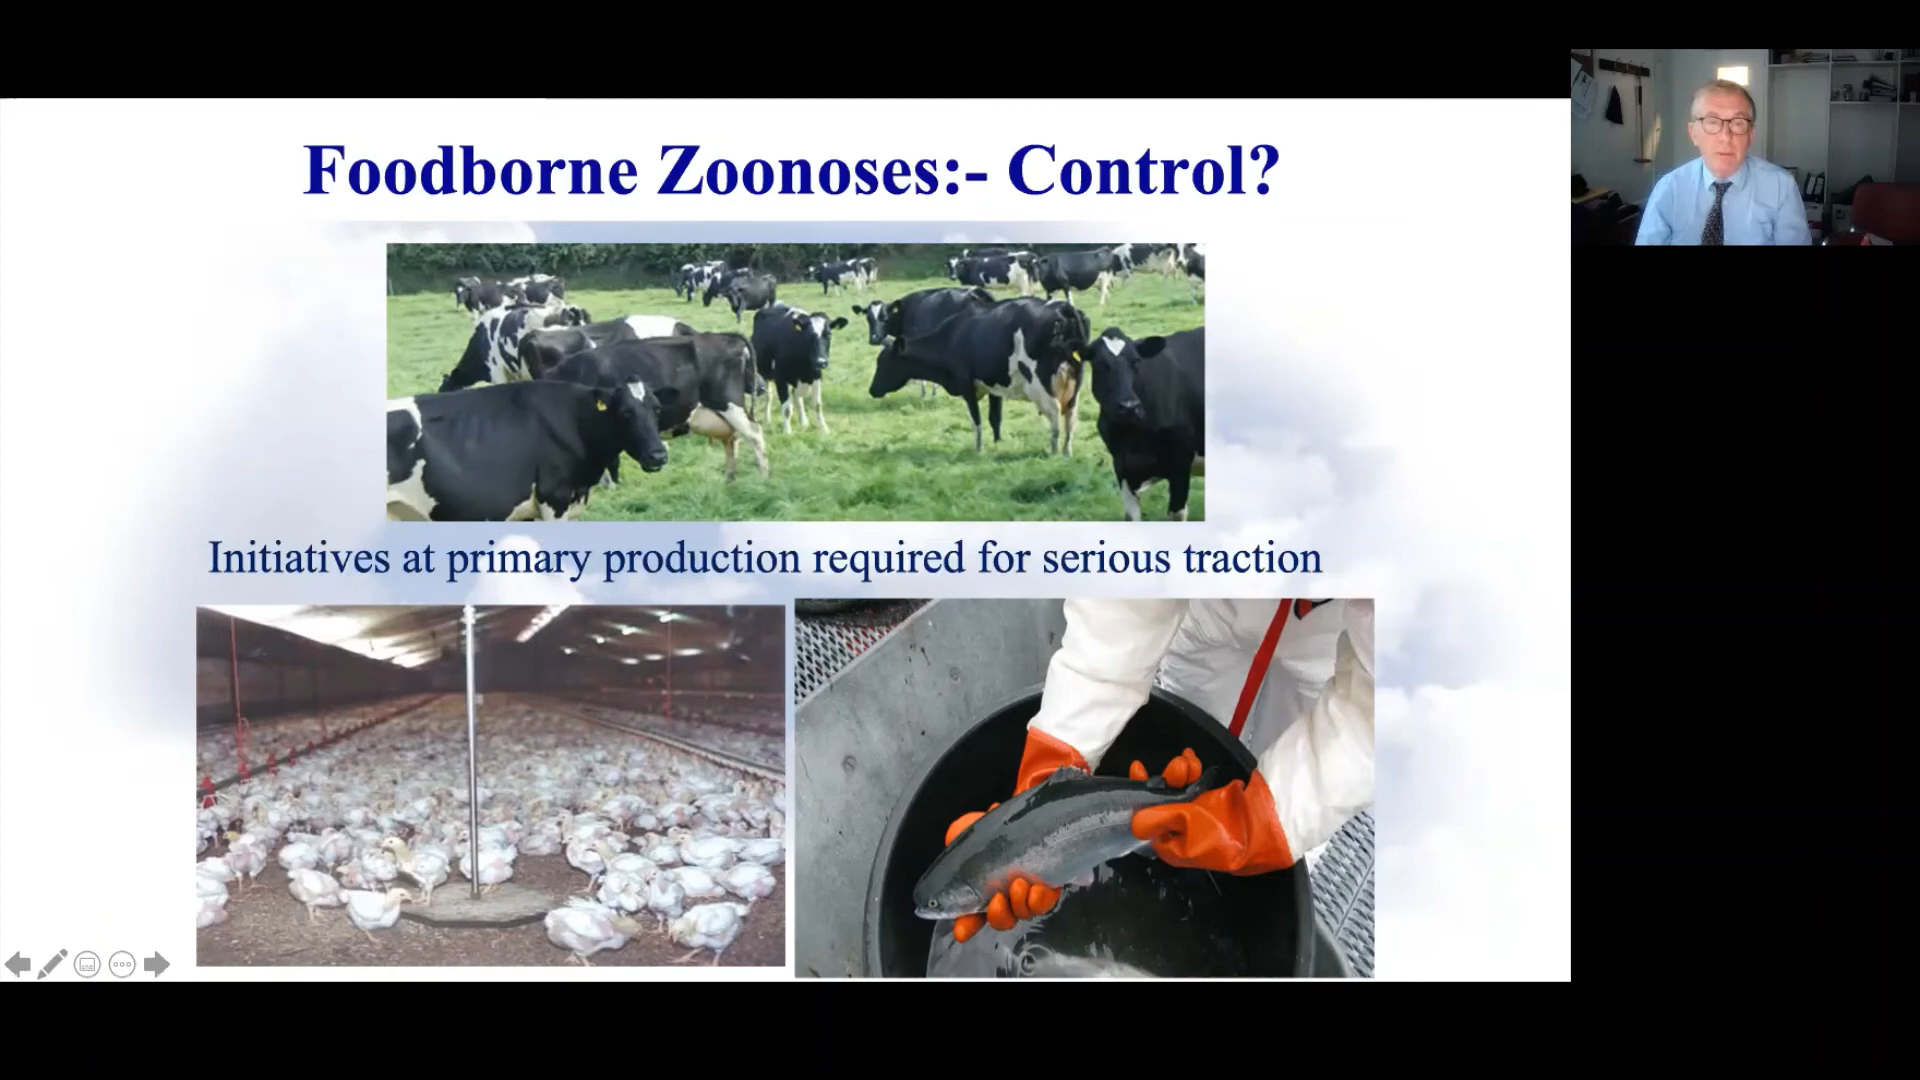 Foodborne Zoonoses:- Control?
Initiatives at primary production required for serious traction